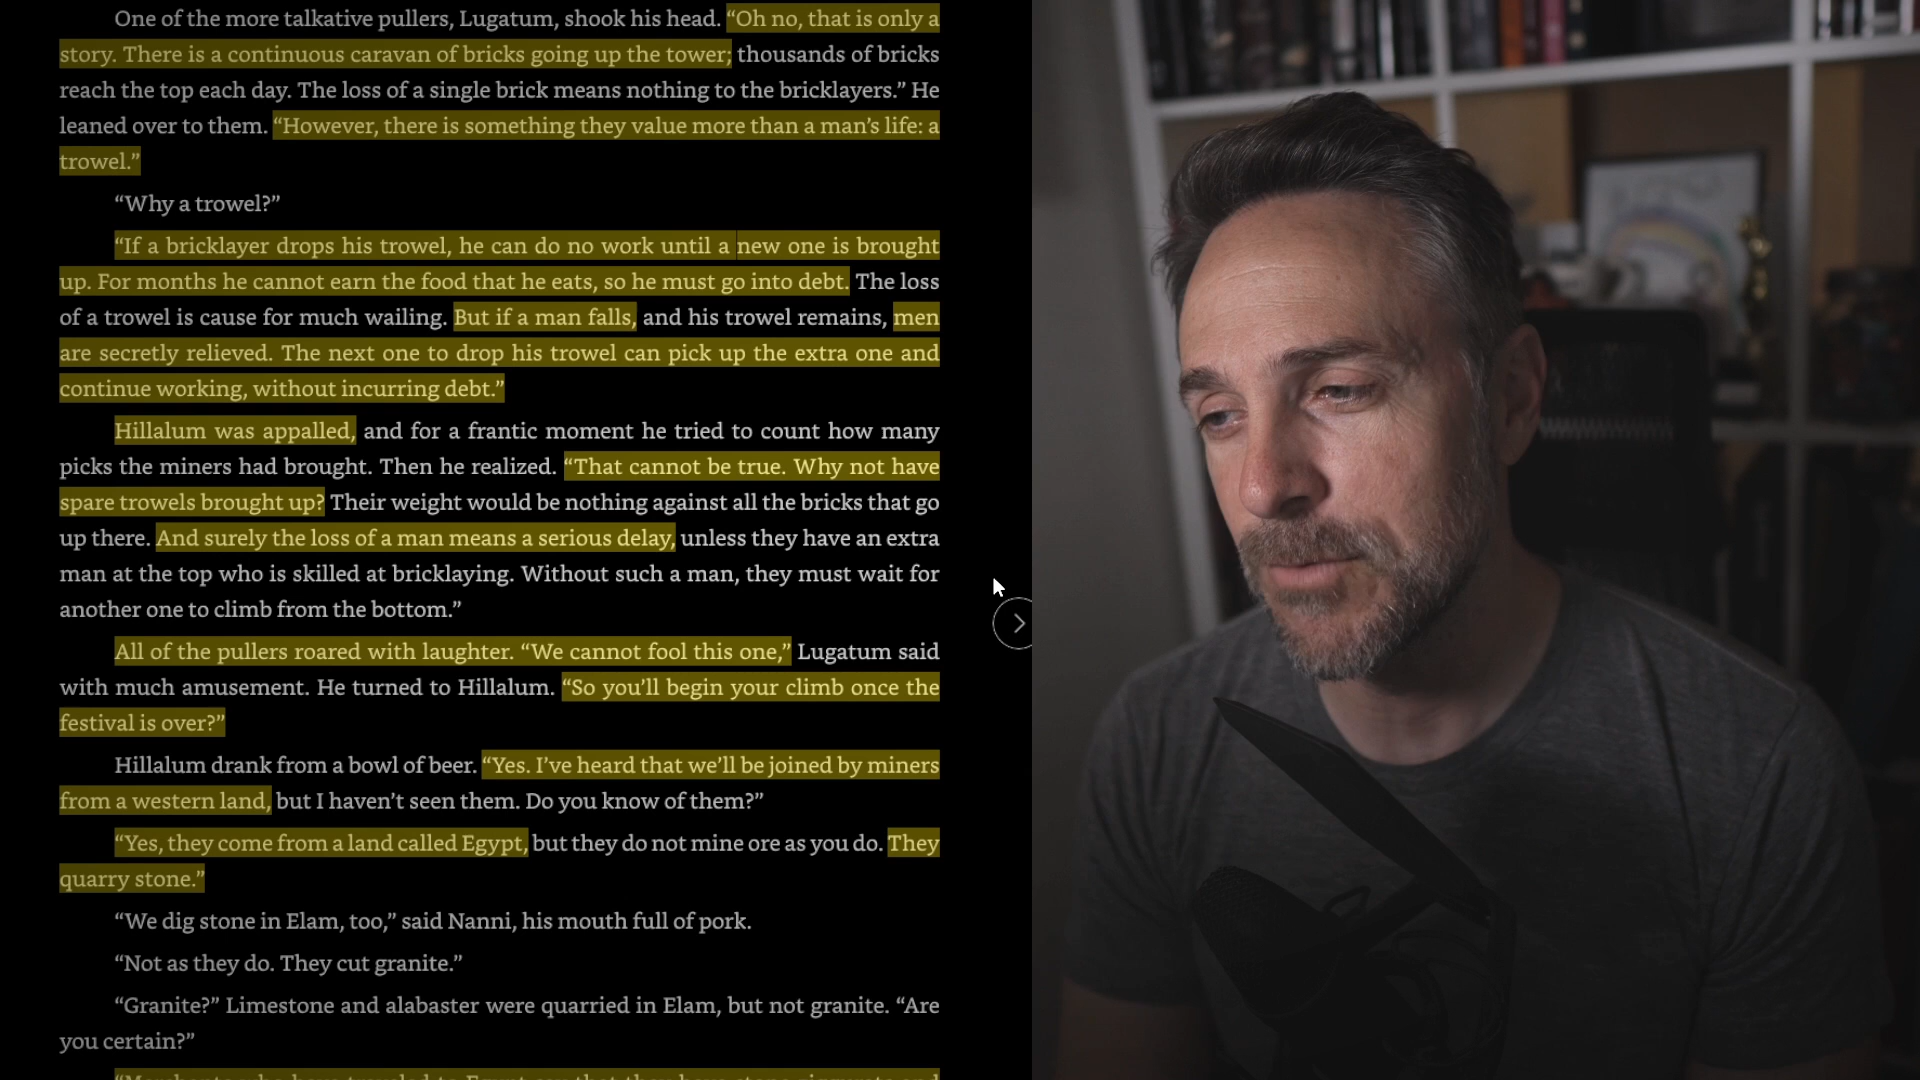 One of the more talkative pullers, Lugatum, shook his head. “Oh no, that is only a
story. There is a continuous caravan of bricks going up the tower; thousands of bricks
reach the top each day. The loss of a single brick means nothing to the bricklayers.” He
leaned over to them. “However, there is something they value more than a man’s life: a
trowel.”
“Why a trowel?”
“If a bricklayer drops his trowel, he can do no work until a new one is brought
up. For months he cannot earn the food that he eats, so he must go into debt. The loss
of a trowel is cause for much wailing. But if a man falls, and his trowel remains, men
are secretly relieved. The next one to drop his trowel can pick up the extra one and
continue working, without incurring debt.”
Hillalum was appalled, and for a frantic moment he tried to count how many
picks the miners had brought. Then he realized. “That cannot be true. Why not have
spare trowels brought up? Their weight would be nothing against all the bricks that go
up there. And surely the loss of a man means a serious delay, unless they have an extra
man at the top who is skilled at bricklaying. Without such a man, they must wait for
another one to climb from the bottom.”
All of the pullers roared with laughter. “We cannot fool this one,” Lugatum said
with much amusement. He turned to Hillalum. “So you’ll begin your climb once the
festival is over?”
Hillalum drank from a bowl of beer. “Yes. I’ve heard that we’ll be joined by miners
from a western land, but I haven’t seen them. Do you know of them?”
“Yes, they come from a land called Egypt, but they do not mine ore as you do. They
quarry stone.”
“We dig stone in Elam, too,” said Nanni, his mouth full of pork.
“Not as they do. They cut granite.”
“Granite?” Limestone and alabaster were quarried in Elam, but not granite. “Are
you certain?”